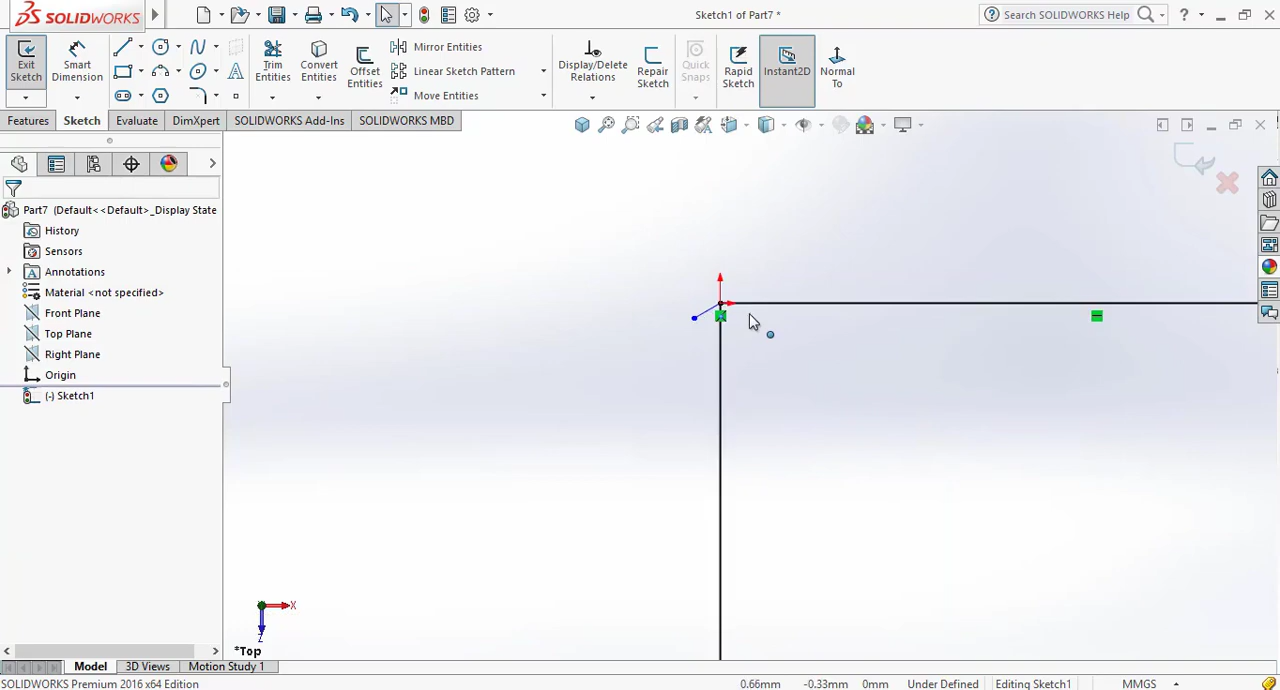 SOLIDWORKS
Sketch1 of Part7 *
Search SOLIDWORKS Help
?
Exit Sketch
Smart Dimension
Trim Entities
Convert Entities
Offset Entities
Mirror Entities
Linear Sketch Pattern
Move Entities
Display/Delete Relations
Repair Sketch
Quick Snaps
Rapid Sketch
Instant2D
Normal To
Features
Sketch
Evaluate
DimXpert
SOLIDWORKS Add-Ins
SOLIDWORKS MBD
Part7 (Default<<Default>_Display State
History
Sensors
Annotations
Material <not specified>
Front Plane
Top Plane
Right Plane
Origin
(-) Sketch1
X
Z
*Top
Model
3D Views
Motion Study 1
SOLIDWORKS Premium 2016 x64 Edition
0.66mm
-0.33mm
0mm
Under Defined
Editing Sketch1
MMGS